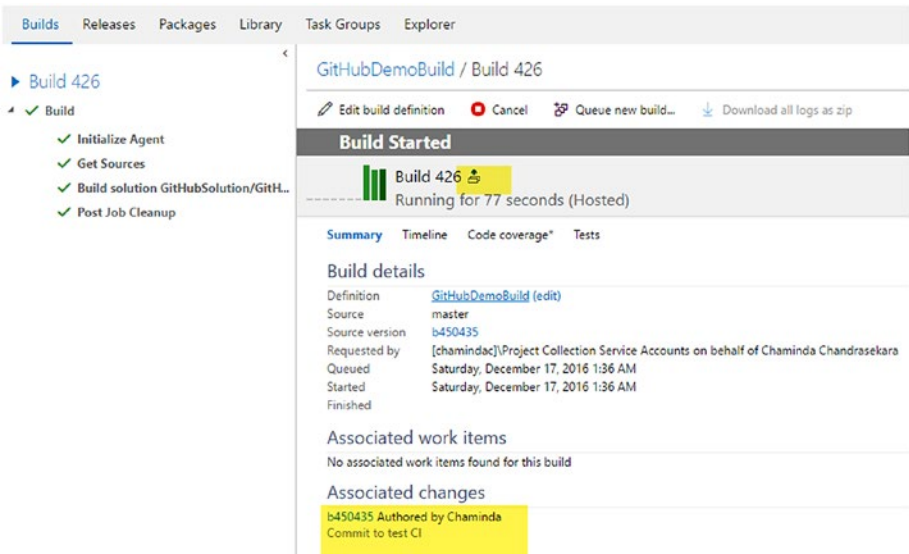 Builds Releases Packages Library Task Groups Explorer
Build 426
Build
Initialize Agent
Get Sources
Build solution GitHubSolution/GitH...
Post Job Cleanup
GitHubDemoBuild / Build 426
Edit build definition Cancel Queue new build... Download all logs as zip
Build Started
Build 426
Running for 77 seconds (Hosted)
Summary Timeline Code coverage* Tests
Build details
Definition GitHubDemoBuild (edit)
Source master
Source version b450435
Requested by [chamindac]\Project Collection Service Accounts on behalf of Chaminda Chandrasekara
Queued Saturday, December 17, 2016 1:36 AM
Started Saturday, December 17, 2016 1:36 AM
Finished
Associated work items
No associated work items found for this build
Associated changes
b450435 Authored by Chaminda
Commit to test CI